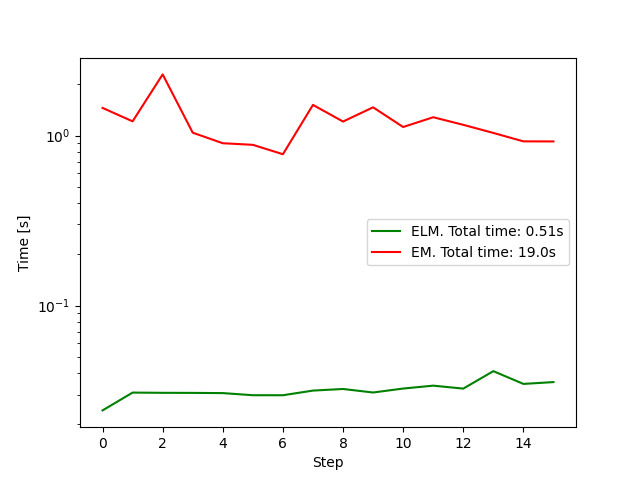 10⁰
Time [s]
ELM. Total time: 0.51s
EM. Total time: 19.0s
10⁻¹
0 2 4 6 8 10 12 14
Step